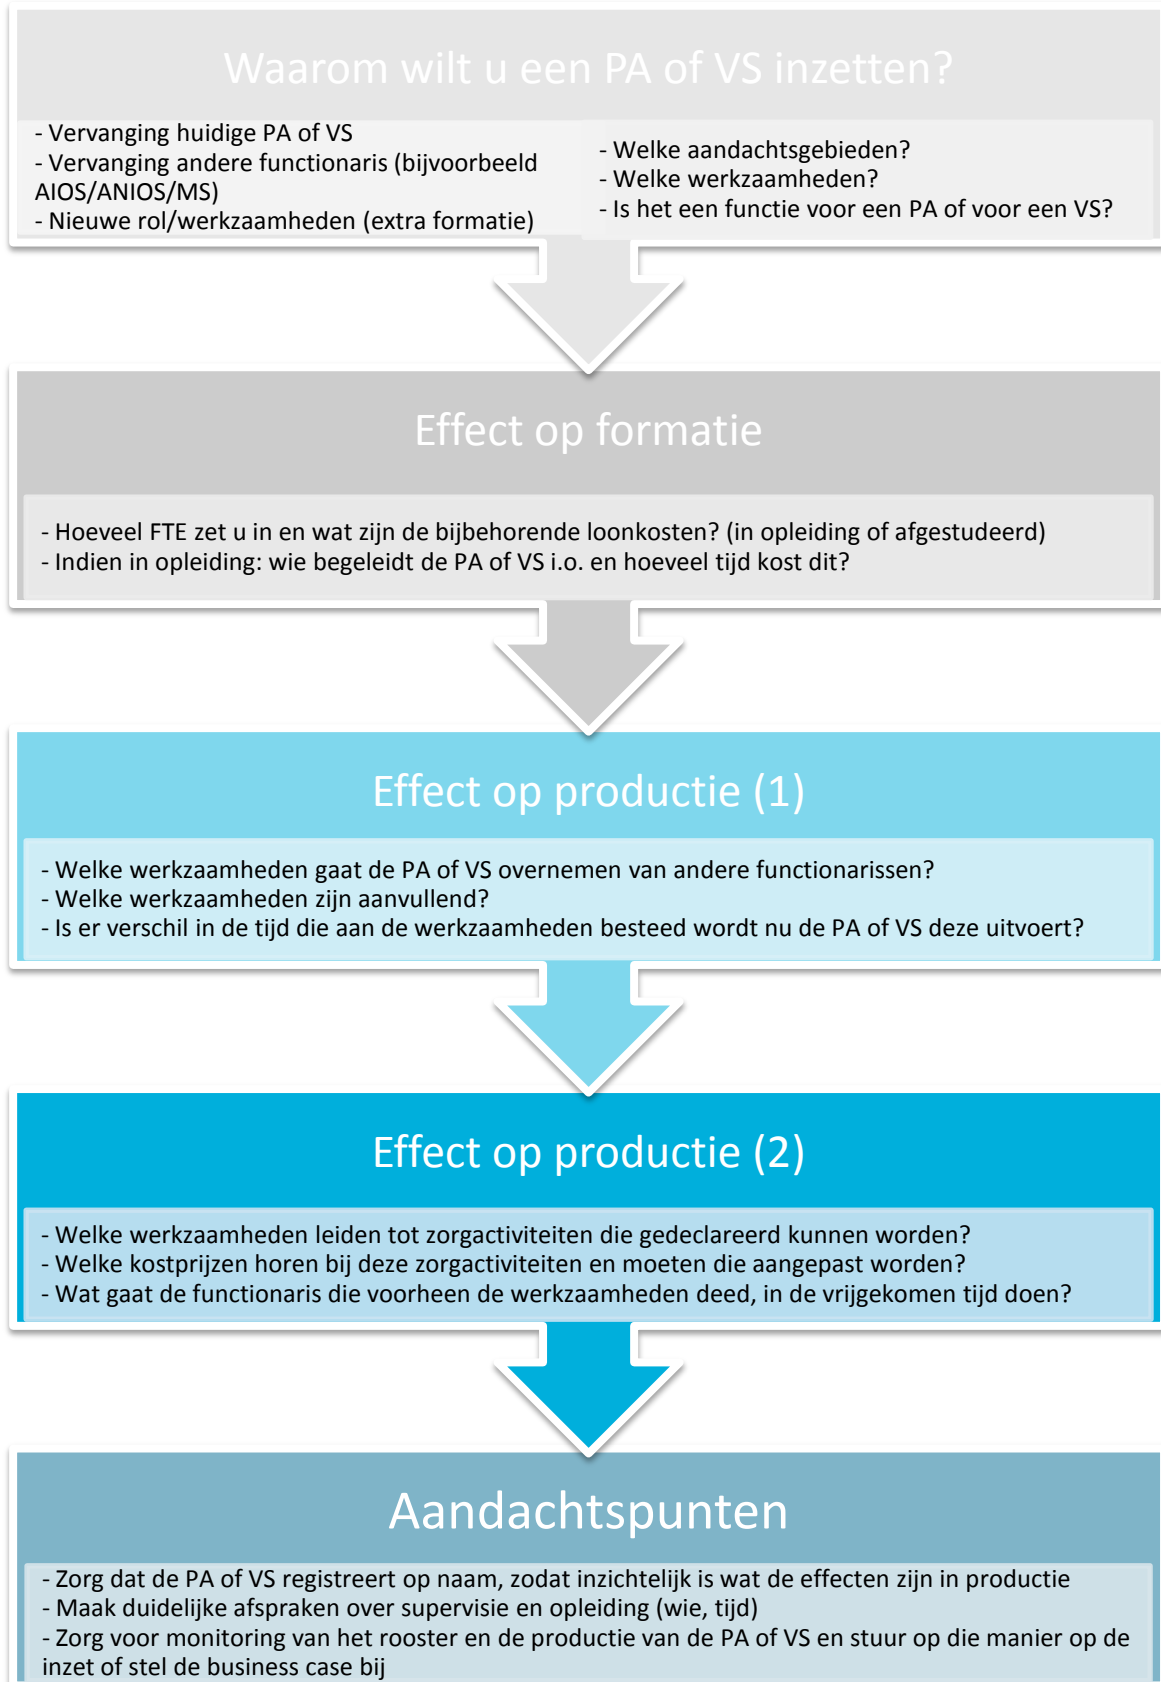 Waarom wilt u een PA of VS inzetten?
- Vervanging huidige PA of VS
- Vervanging andere functionaris (bijvoorbeeld
AIOS/ANIOS/MS)
- Nieuwe rol/werkzaamheden (extra formatie)
- Welke aandachtsgebieden?
- Welke werkzaamheden?
- Is het een functie voor een PA of voor een VS?
Effect op formatie
- Hoeveel FTE zet u in en wat zijn de bijbehorende loonkosten? (in opleiding of afgestudeerd)
- Indien in opleiding: wie begeleidt de PA of VS i.o. en hoeveel tijd kost dit?
Effect op productie (1)
- Welke werkzaamheden gaat de PA of VS overnemen van andere functionarissen?
- Welke werkzaamheden zijn aanvullend?
- Is er verschil in de tijd die aan de werkzaamheden besteed wordt nu de PA of VS deze uitvoert?
Effect op productie (2)
- Welke werkzaamheden leiden tot zorgactiviteiten die gedeclareerd kunnen worden?
- Welke kostprijzen horen bij deze zorgactiviteiten en moeten die aangepast worden?
- Wat gaat de functionaris die voorheen de werkzaamheden deed, in de vrijgekomen tijd doen?
Aandachtspunten
- Zorg dat de PA of VS registreert op naam, zodat inzichtelijk is wat de effecten zijn in productie
- Maak duidelijke afspraken over supervisie en opleiding (wie, tijd)
- Zorg voor monitoring van het rooster en de productie van de PA of VS en stuur op die manier op de
inzet of stel de business case bij